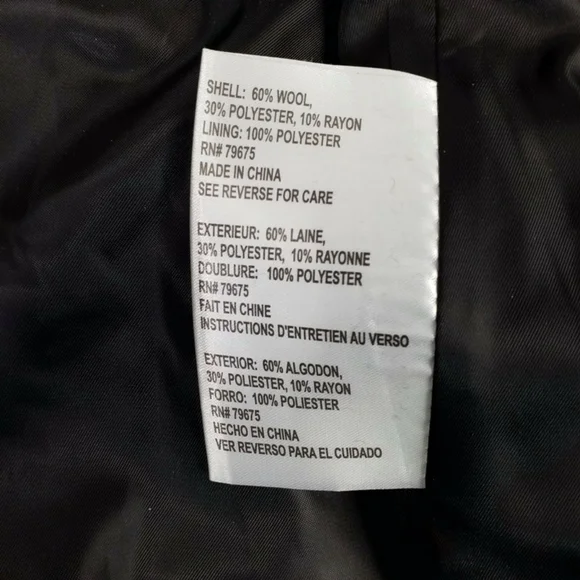 SHELL: 60% WOOL,
30% POLYESTER, 10% RAYON
LINING: 100% POLYESTER
RN# 79675
MADE IN CHINA
SEE REVERSE FOR CARE
EXTERIEUR: 60% LAINE,
30% POLYESTER, 10% RAYONNE
DOUBLURE: 100% POLYESTER
RN# 79675
FAIT EN CHINE
INSTRUCTIONS D'ENTRETIEN AU VERSO
EXTERIOR: 60% ALGODON,
30% POLIESTER, 10% RAYON
FORRO: 100% POLIESTER
RN# 79675
HECHO EN CHINA
VER REVERSO PARA EL CUIDADO